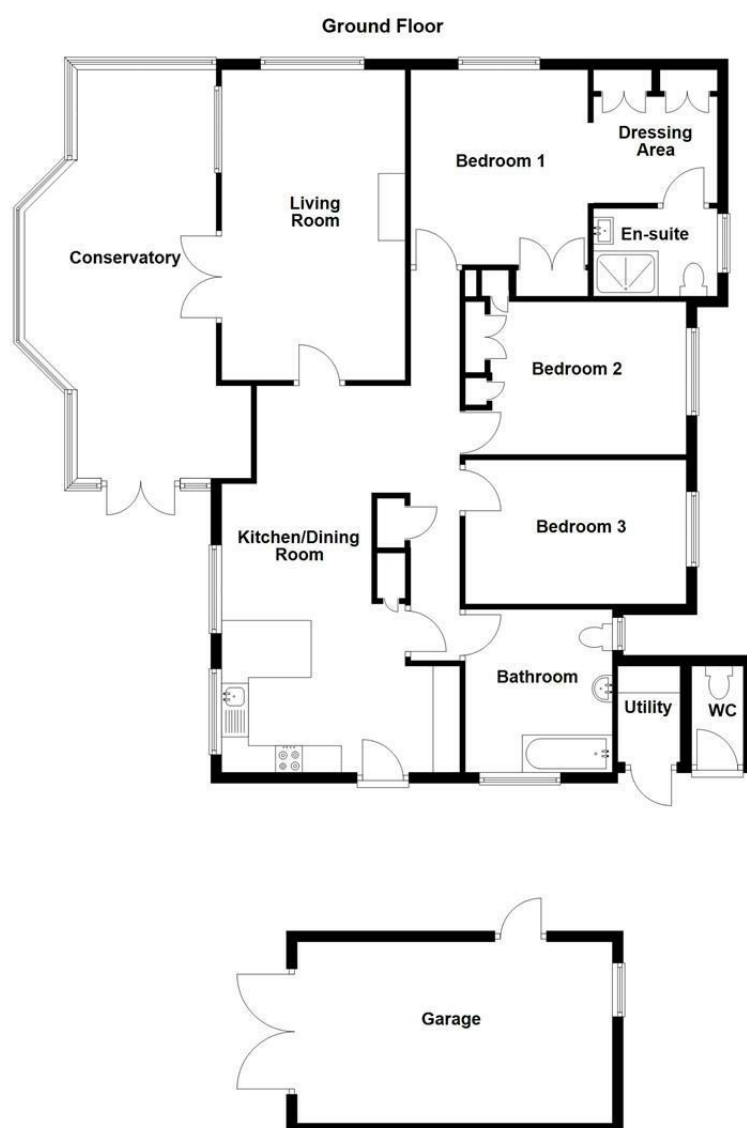 Ground Floor
Dressing
Area
Bedroom 1
Living
Room
En-suite
Conservatory
Bedroom 2
Kitchen/Dining
Room
Bedroom 3
Bathroom
Utility
WC
Garage